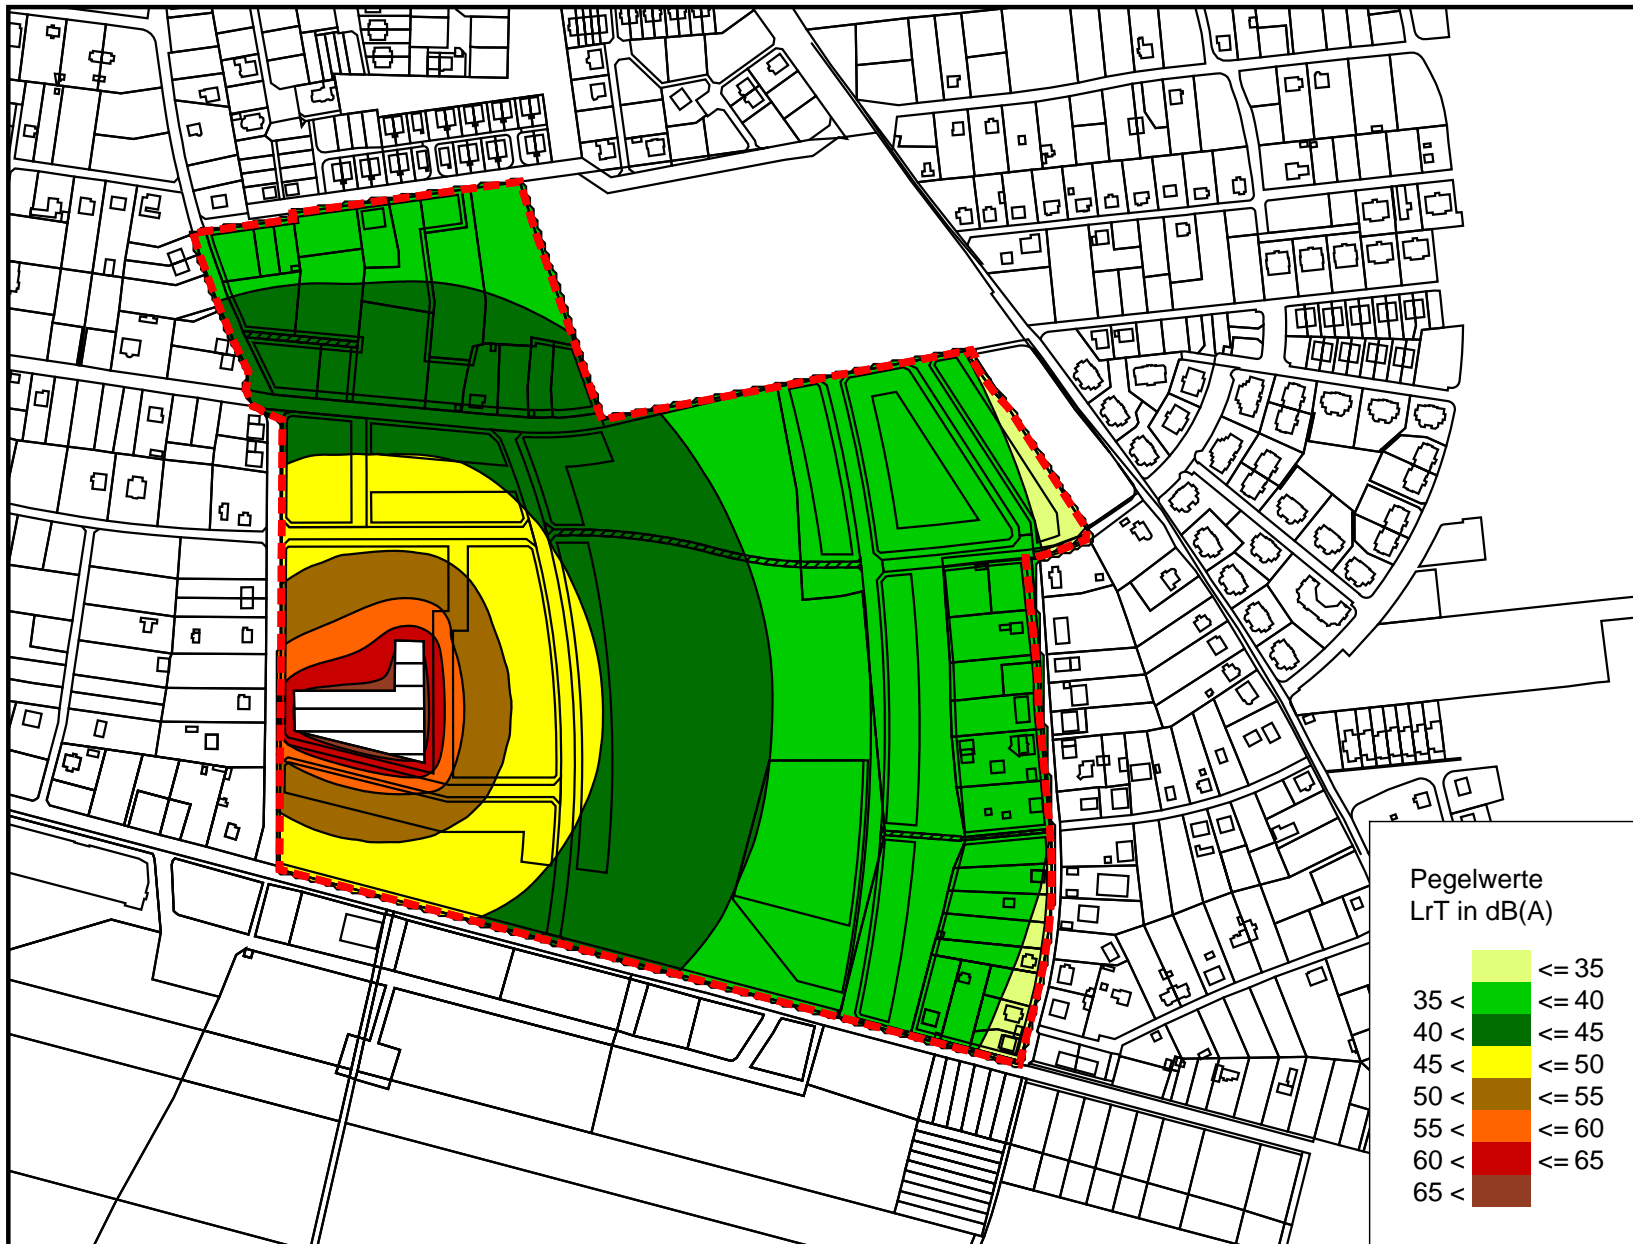 Pegelwerte
LrT in dB(A)
<= 35
35 < <= 40
40 < <= 45
45 < <= 50
50 < <= 55
55 < <= 60
60 < <= 65
65 <